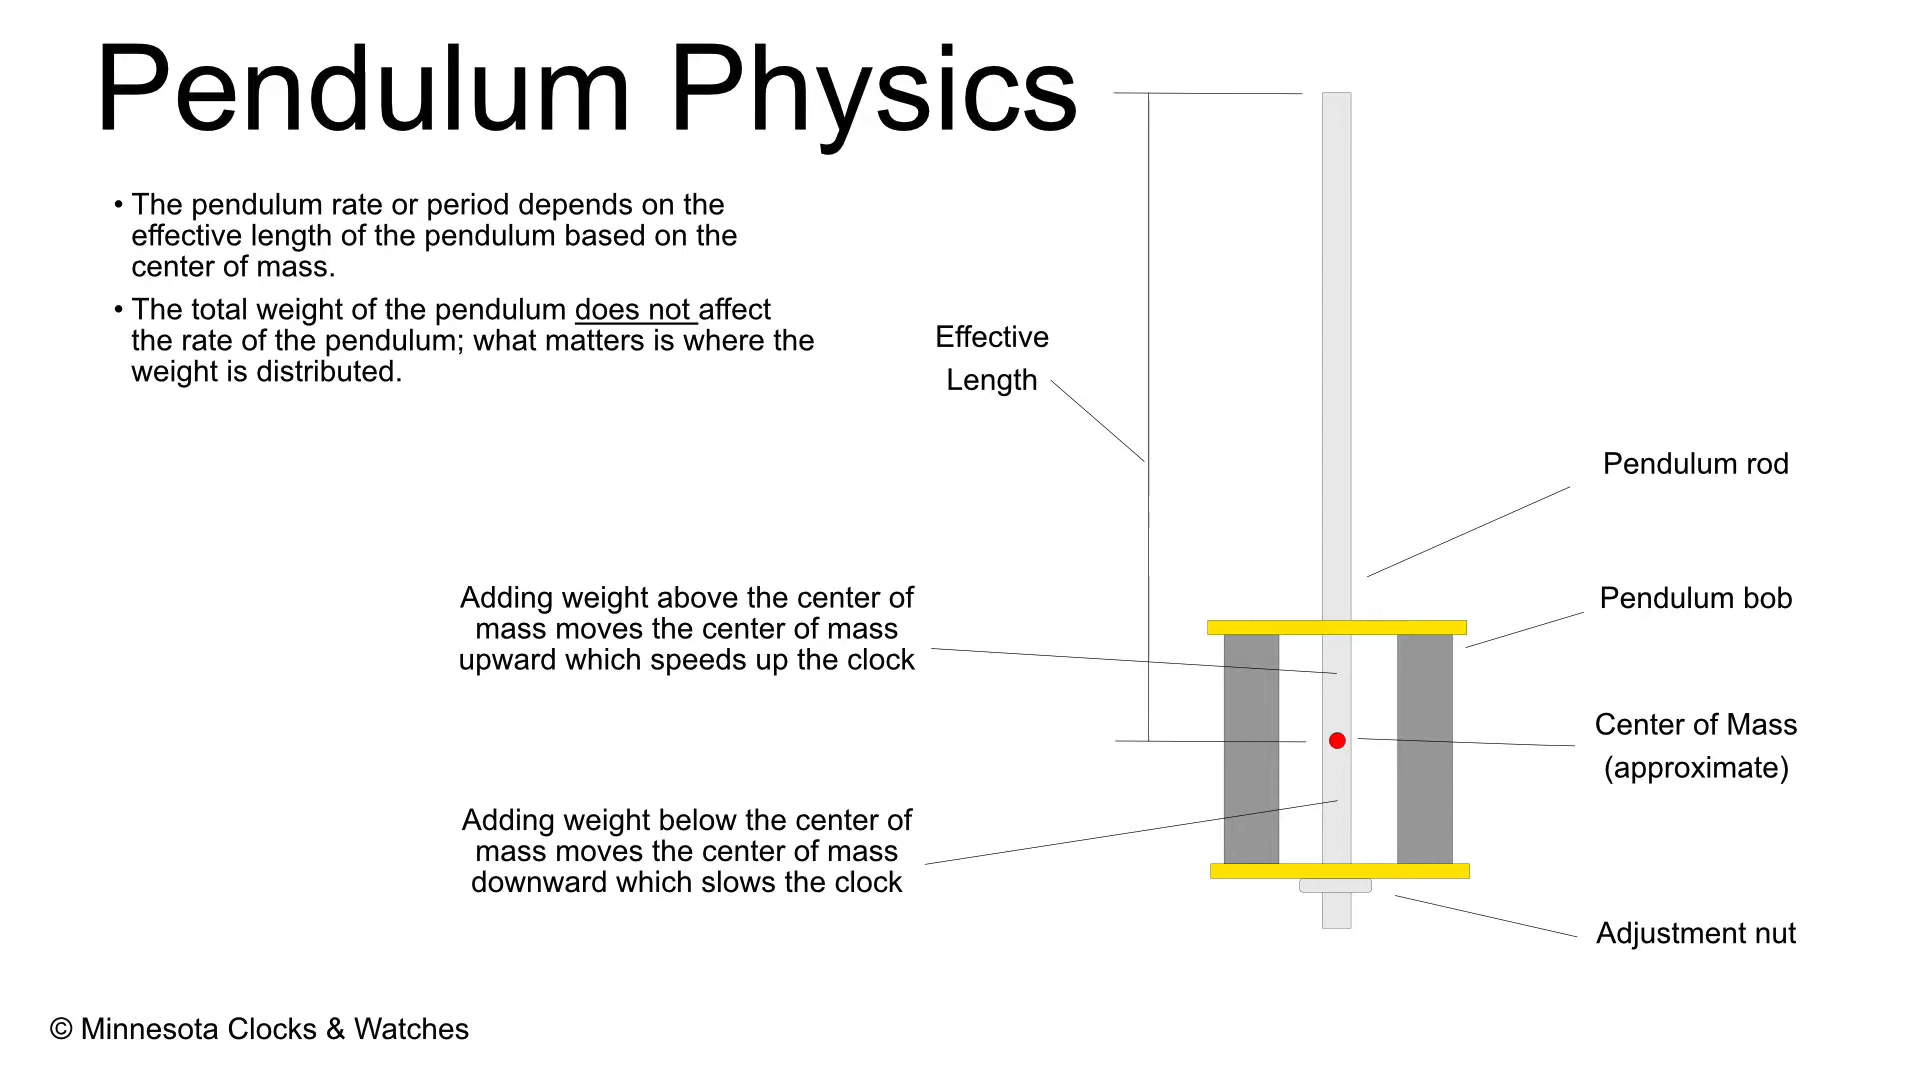 Pendulum Physics
• The pendulum rate or period depends on the
effective length of the pendulum based on the
center of mass.
• The total weight of the pendulum does not affect
the rate of the pendulum; what matters is where the
weight is distributed.
Effective
Length
Pendulum rod
Adding weight above the center of
mass moves the center of mass
upward which speeds up the clock
Pendulum bob
Center of Mass
(approximate)
Adding weight below the center of
mass moves the center of mass
downward which slows the clock
Adjustment nut
© Minnesota Clocks & Watches